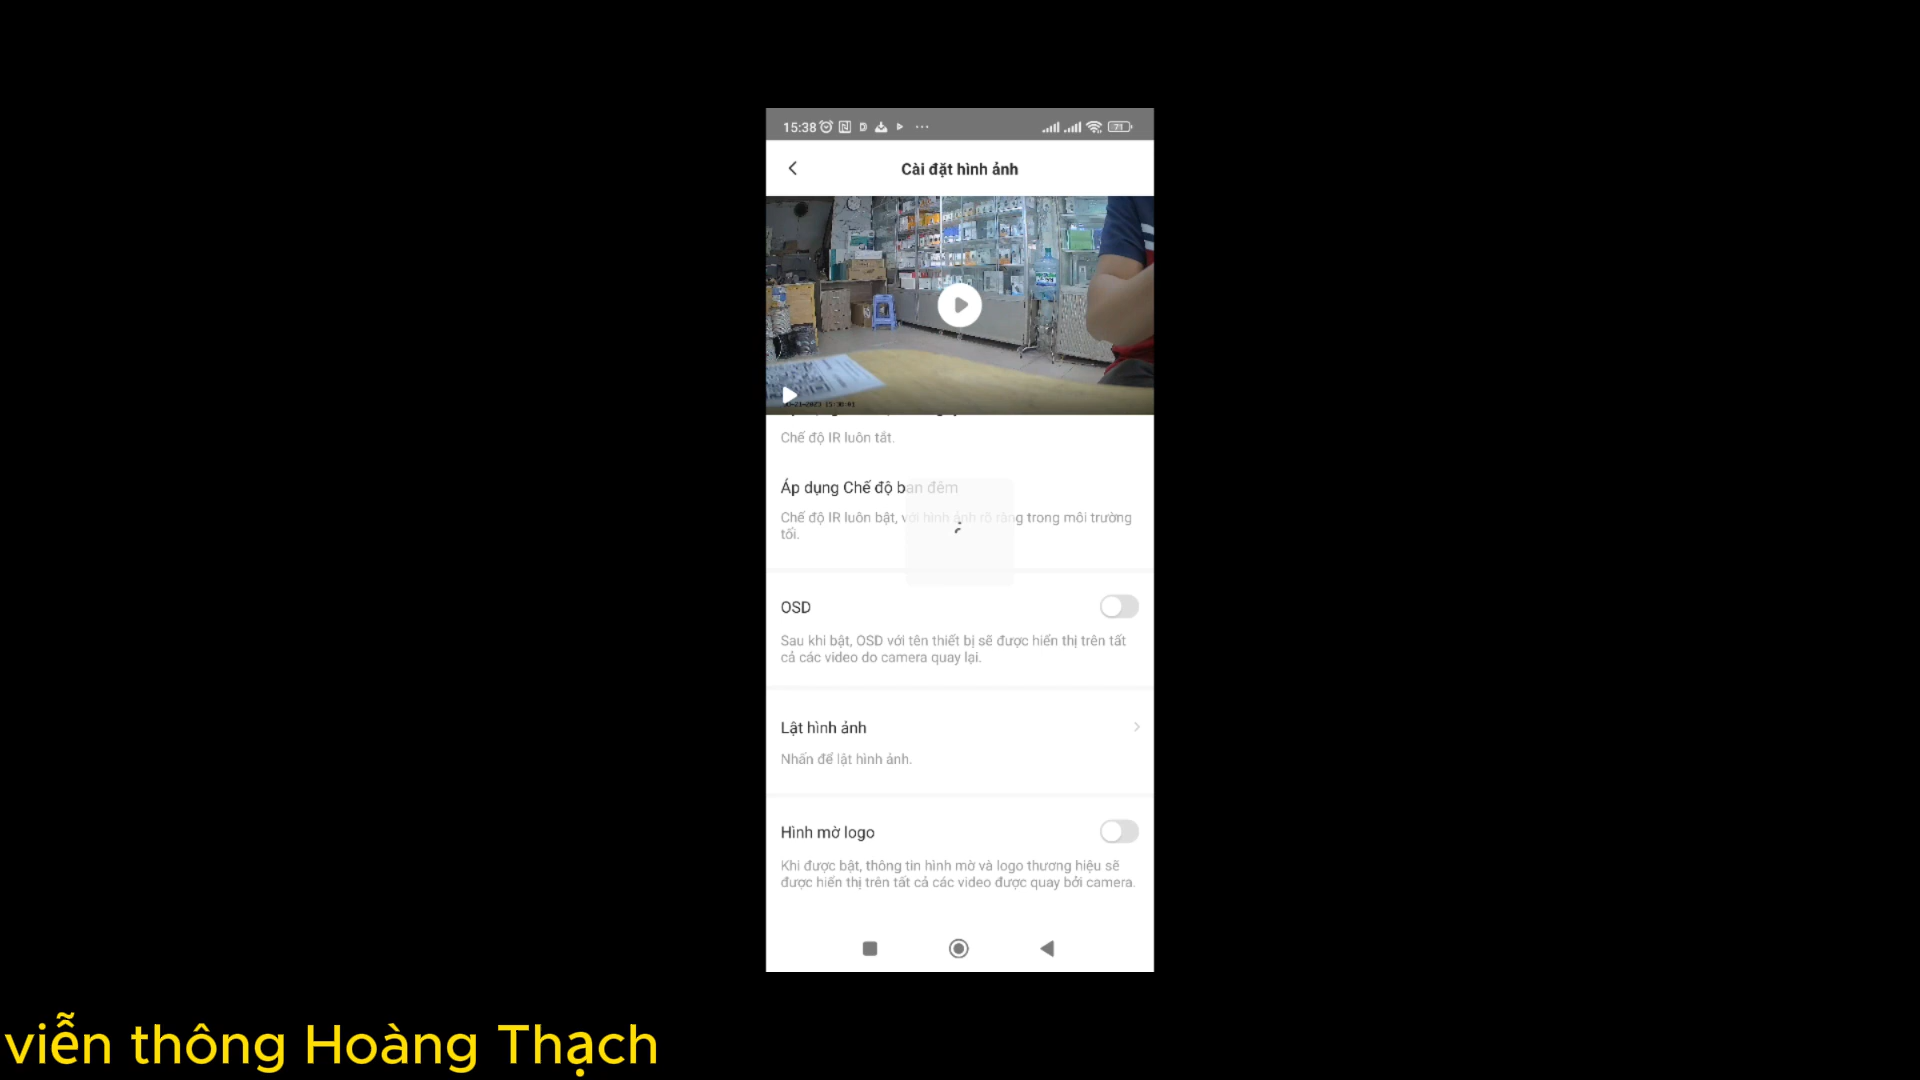 15:38
71
Cài đặt hình ảnh
Chế độ IR luôn tắt.
Áp dụng Chế độ ban đêm
Chế độ IR luôn bật, với hình ảnh rõ ràng trong môi trường
tối.
OSD
Sau khi bật, OSD với tên thiết bị sẽ được hiển thị trên tất
cả các video do camera quay lại.
Lật hình ảnh
Nhấn để lật hình ảnh.
Hình mờ logo
Khi được bật, thông tin hình mờ và logo thương hiệu sẽ
được hiển thị trên tất cả các video được quay bởi camera.
viễn thông Hoàng Thạch